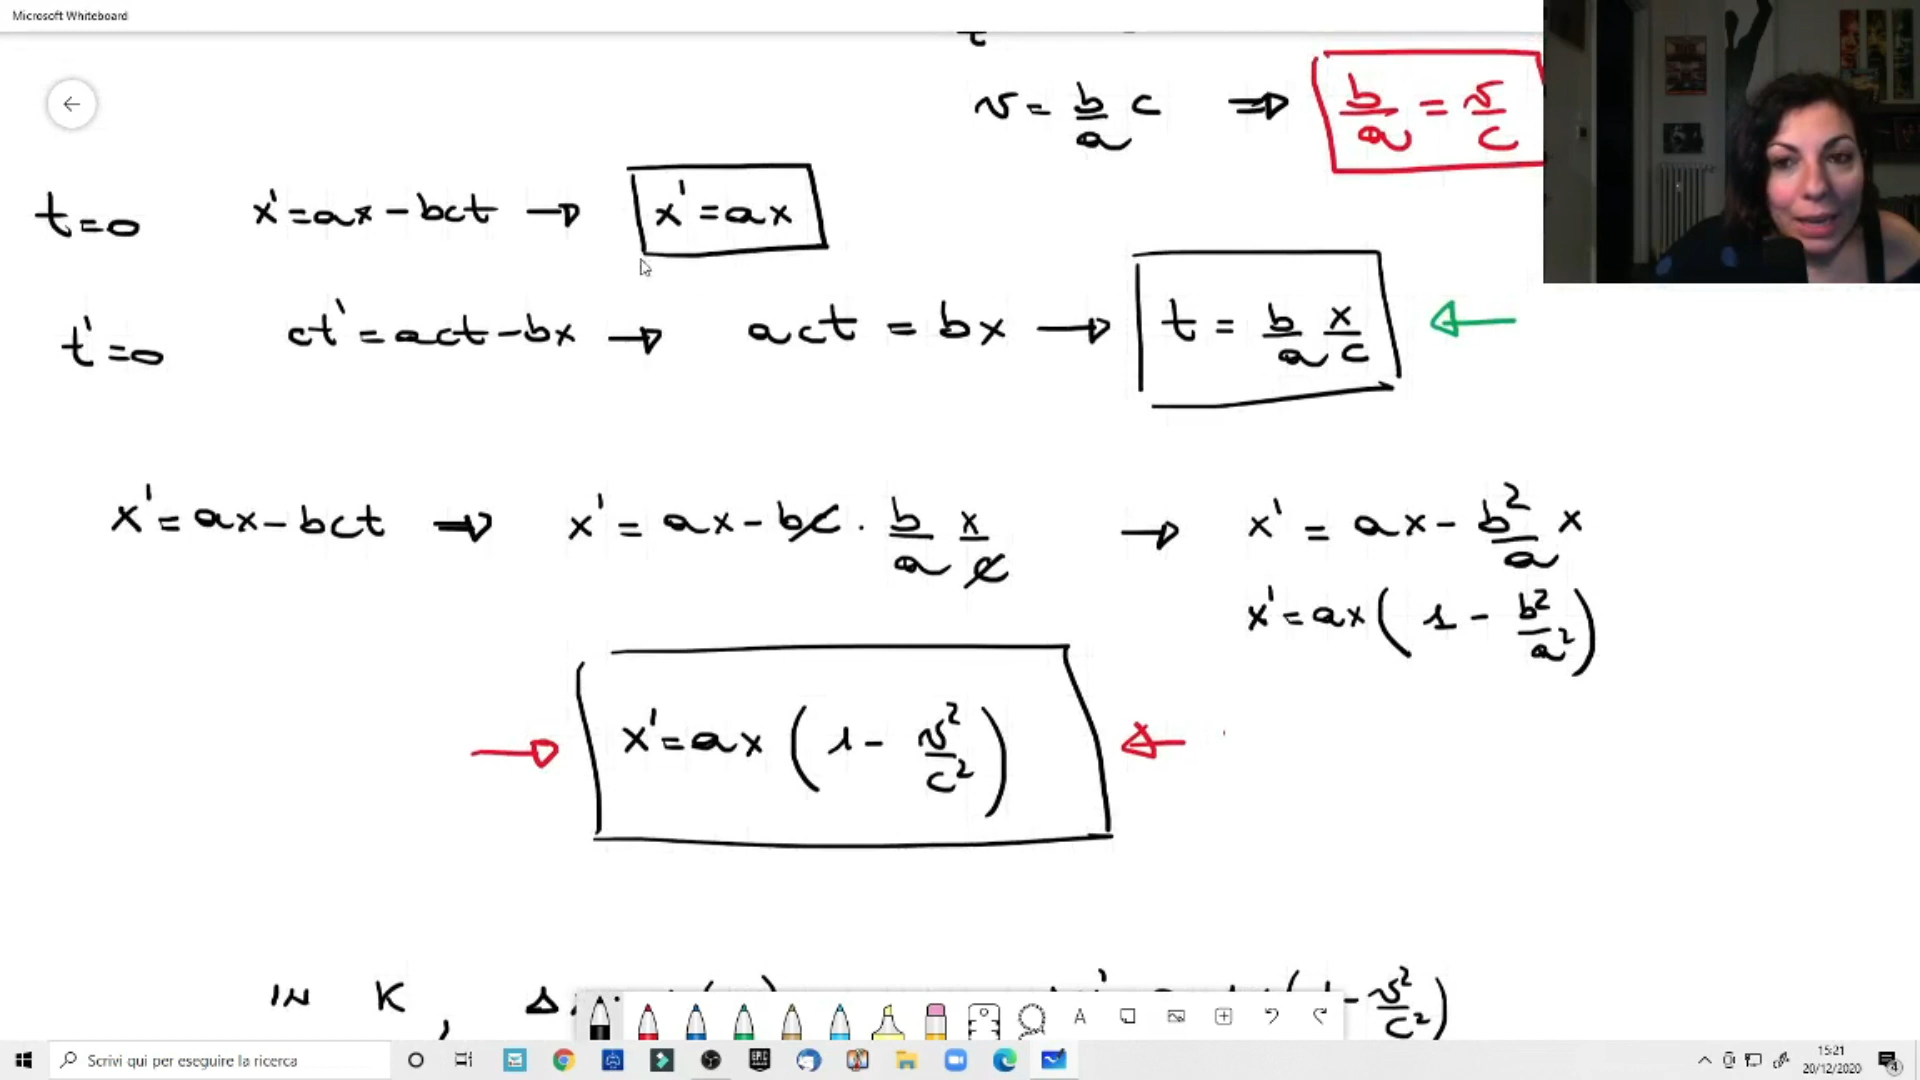 Microsoft Whiteboard
v = b/a c ⇒ b/a = v/c
t=0 x'=ax-bct → x'=ax
t'=0 ct'=act-bx → act = bx → t = b/a x/c
x'=ax-bct → x'=ax-bc·b/a x/c → x'=ax-b²/a x
x'=ax(1-b²/a²)
x'=ax(1-v²/c²)
IN K,
Scrivi qui per eseguire la ricerca
15:21
20/12/2020
4